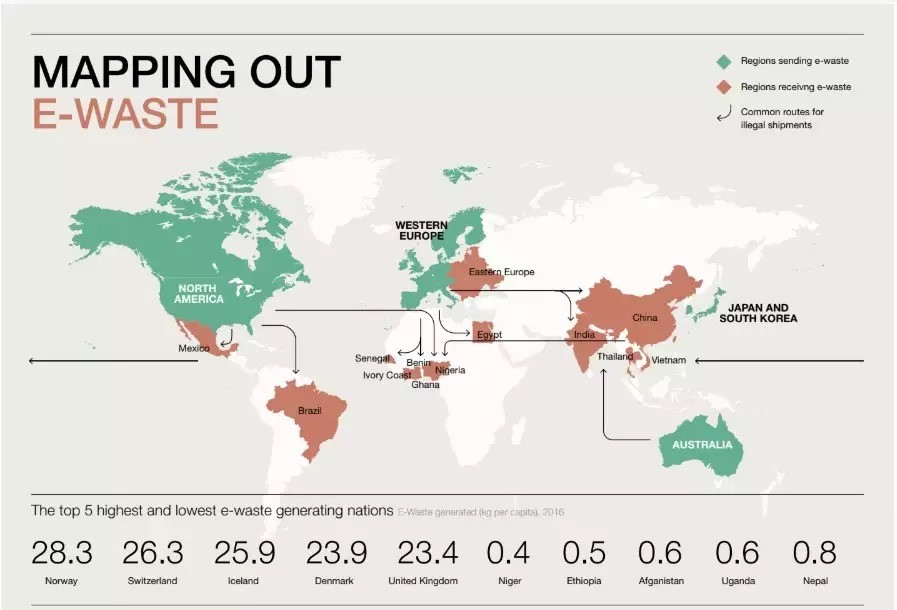 MAPPING OUT
E-WASTE
Regions sending e-waste
Regions receivng e-waste
Common routes for
illegal shipments
WESTERN
EUROPE
Eastern Europe
NORTH
AMERICA
JAPAN AND
SOUTH KOREA
China
Egypt
India
Mexico
Senegal
Benin
Nigeria
Thailand
Vietnam
Ivory Coast
Ghana
Brazil
AUSTRALIA
The top 5 highest and lowest e-waste generating nations E-Waste generated (kg per capita), 2016
28.3 26.3 25.9 23.9 23.4 0.4 0.5 0.6 0.6 0.8
Norway Switzerland Iceland Denmark United Kingdom Niger Ethiopia Afganistan Uganda Nepal